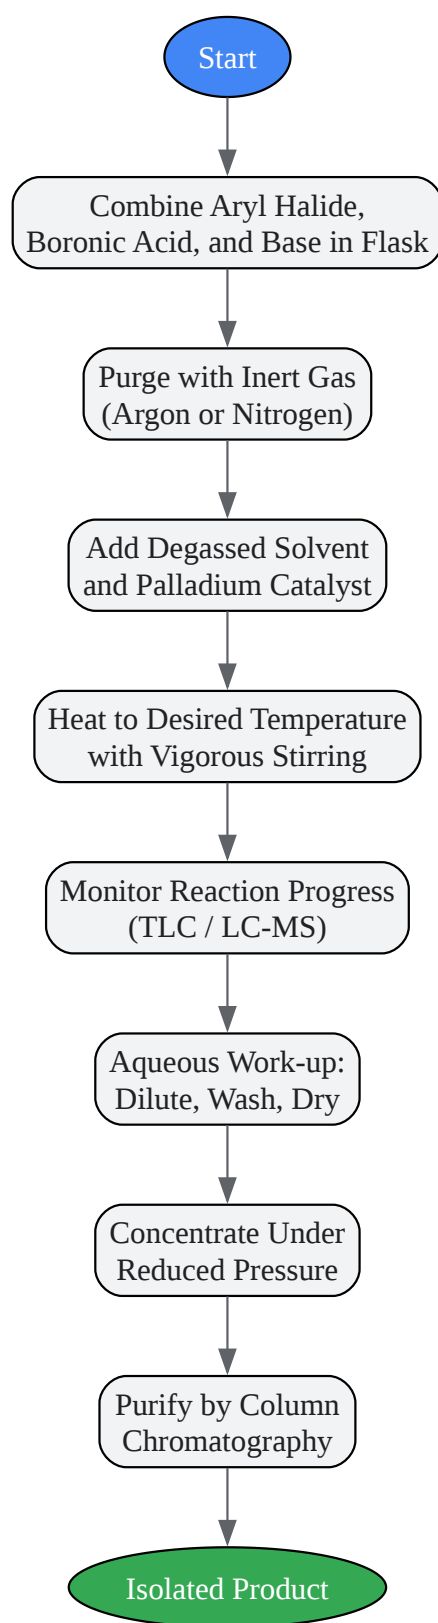 Start
Combine Aryl Halide,
Boronic Acid, and Base in Flask
Purge with Inert Gas
(Argon or Nitrogen)
Add Degassed Solvent
and Palladium Catalyst
Heat to Desired Temperature
with Vigorous Stirring
Monitor Reaction Progress
(TLC / LC-MS)
Aqueous Work-up:
Dilute, Wash, Dry
Concentrate Under
Reduced Pressure
Purify by Column
Chromatography
Isolated Product